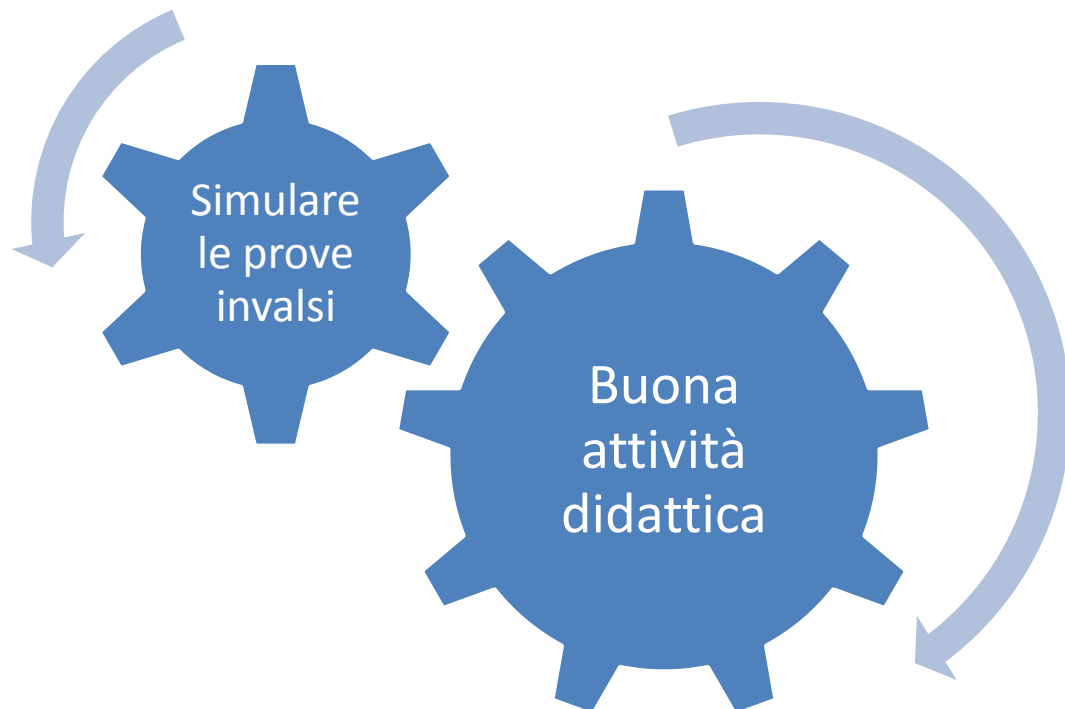 Simulare
le prove
invalsi
Buona
attività
didattica